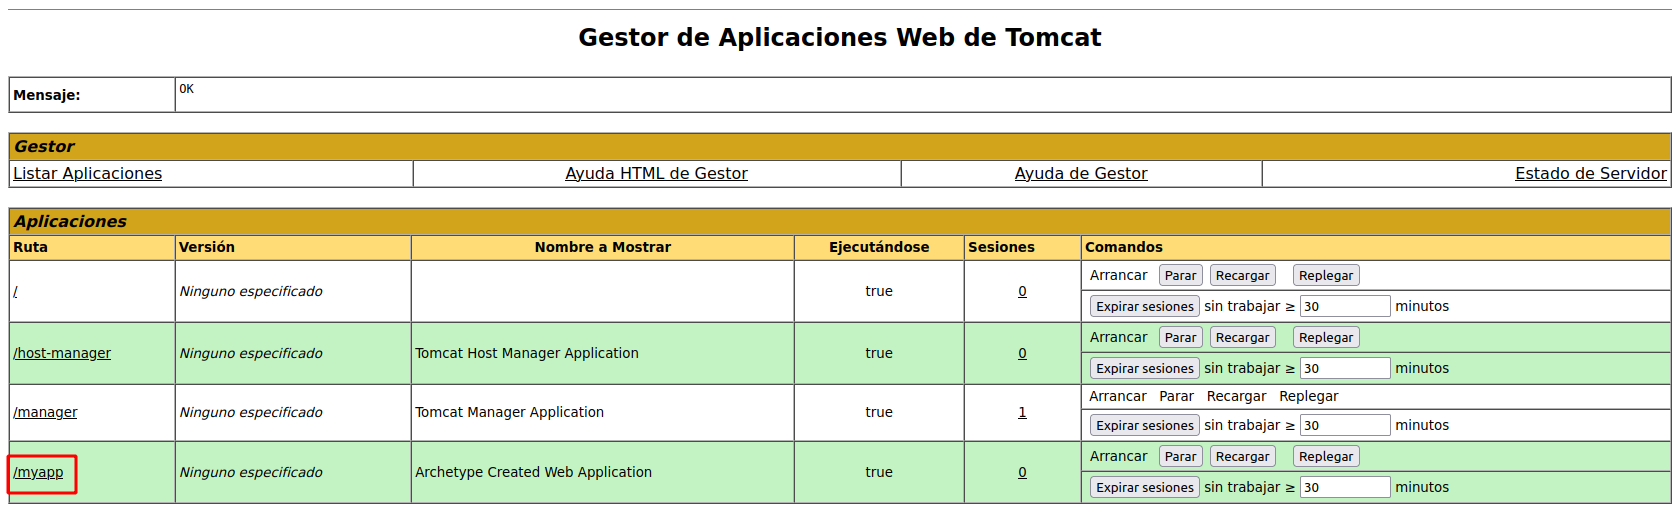 Gestor de Aplicaciones Web de Tomcat
Mensaje: OK
Gestor
Listar Aplicaciones Ayuda HTML de Gestor Ayuda de Gestor Estado de Servidor
Aplicaciones
Ruta Versión Nombre a Mostrar Ejecutándose Sesiones Comandos
/ Ninguno especificado true 0 Arrancar Parar Recargar Replegar
Expirar sesiones sin trabajar ≥ 30 minutos
/host-manager Ninguno especificado Tomcat Host Manager Application true 0 Arrancar Parar Recargar Replegar
Expirar sesiones sin trabajar ≥ 30 minutos
/manager Ninguno especificado Tomcat Manager Application true 1 Arrancar Parar Recargar Replegar
Expirar sesiones sin trabajar ≥ 30 minutos
/myapp Ninguno especificado Archetype Created Web Application true 0 Arrancar Parar Recargar Replegar
Expirar sesiones sin trabajar ≥ 30 minutos